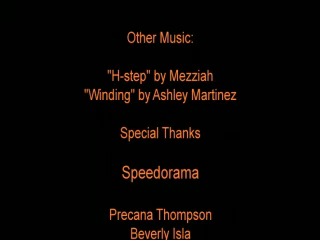 Other Music:
"H-step" by Mezziah
"Winding" by Ashley Martinez
Special Thanks
Speedorama
Precana Thompson
Beverly Isla